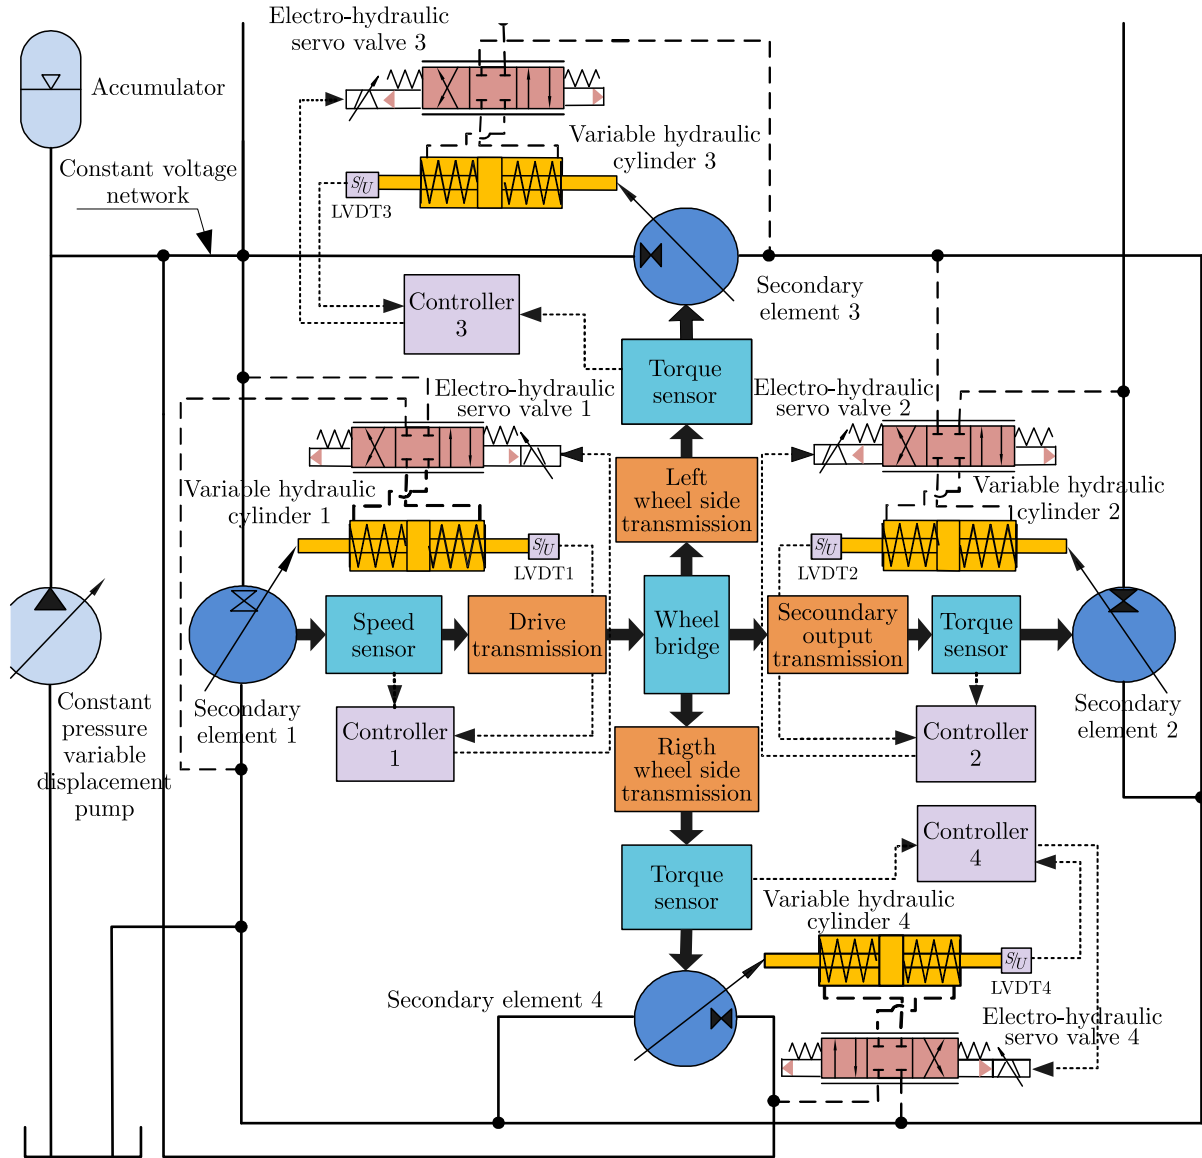 Electro-hydraulic
servo valve 3
Accumulator
Variable hydraulic
cylinder 3
Constant voltage
network
S/U
LVDT3
Controller
3
Secondary
element 3
Torque
sensor
Electro-hydraulic
servo valve 1
Electro-hydraulic
servo valve 2
Left
wheel side
transmission
Variable hydraulic
cylinder 1
Variable hydraulic
cylinder 2
S/U
LVDT1
S/U
LVDT2
Speed
sensor
Drive
transmission
Wheel
bridge
Secoundary
output
transmission
Torque
sensor
Constant
pressure
variable
displacement
pump
Secondary
element 1
Controller
1
Rigth
wheel side
transmission
Controller
2
Secondary
element 2
Controller
4
Torque
sensor
Variable hydraulic
cylinder 4
S/U
LVDT4
Secondary element 4
Electro-hydraulic
servo valve 4